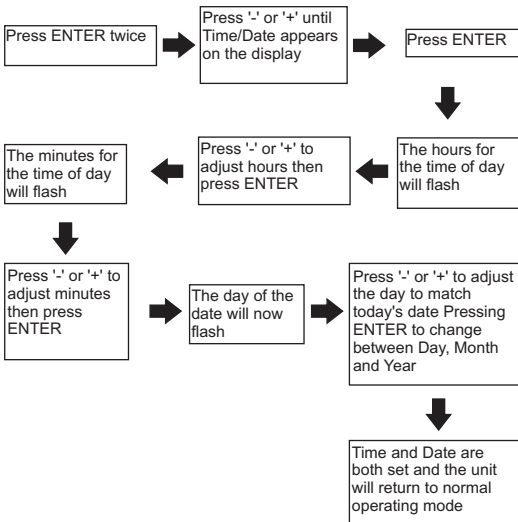 Press ENTER twice
Press '-' or '+' until
Time/Date appears
on the display
Press ENTER
The hours for
the time of day
will flash
Press '-' or '+' to
adjust hours then
press ENTER
The minutes for
the time of day
will flash
Press '-' or '+' to
adjust minutes
then press
ENTER
The day of the
date will now
flash
Press '-' or '+' to adjust
the day to match
today's date Pressing
ENTER to change
between Day, Month
and Year
Time and Date are
both set and the unit
will return to normal
operating mode